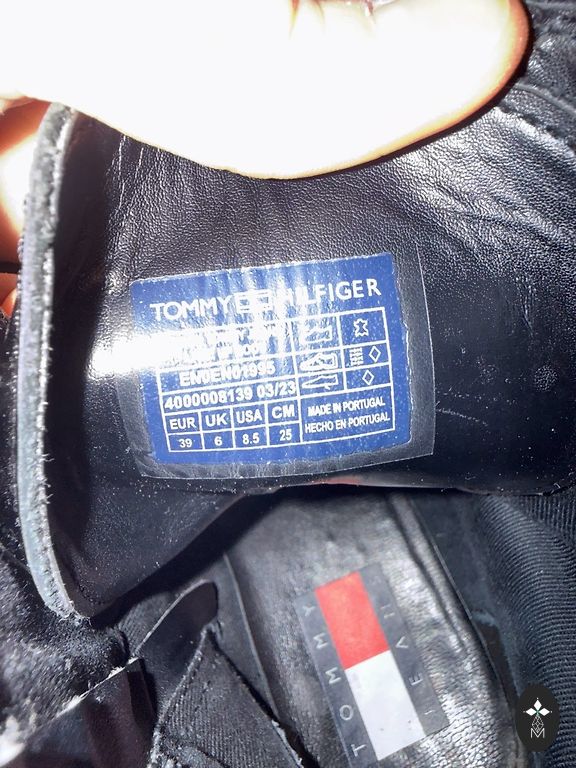 TOMMY HILFIGER
EN0EN01995
4000008139 03/23
EUR UK USA CM
39 6 8.5 25
MADE IN PORTUGAL
HECHO EN PORTUGAL
TOMMY
JEA
M